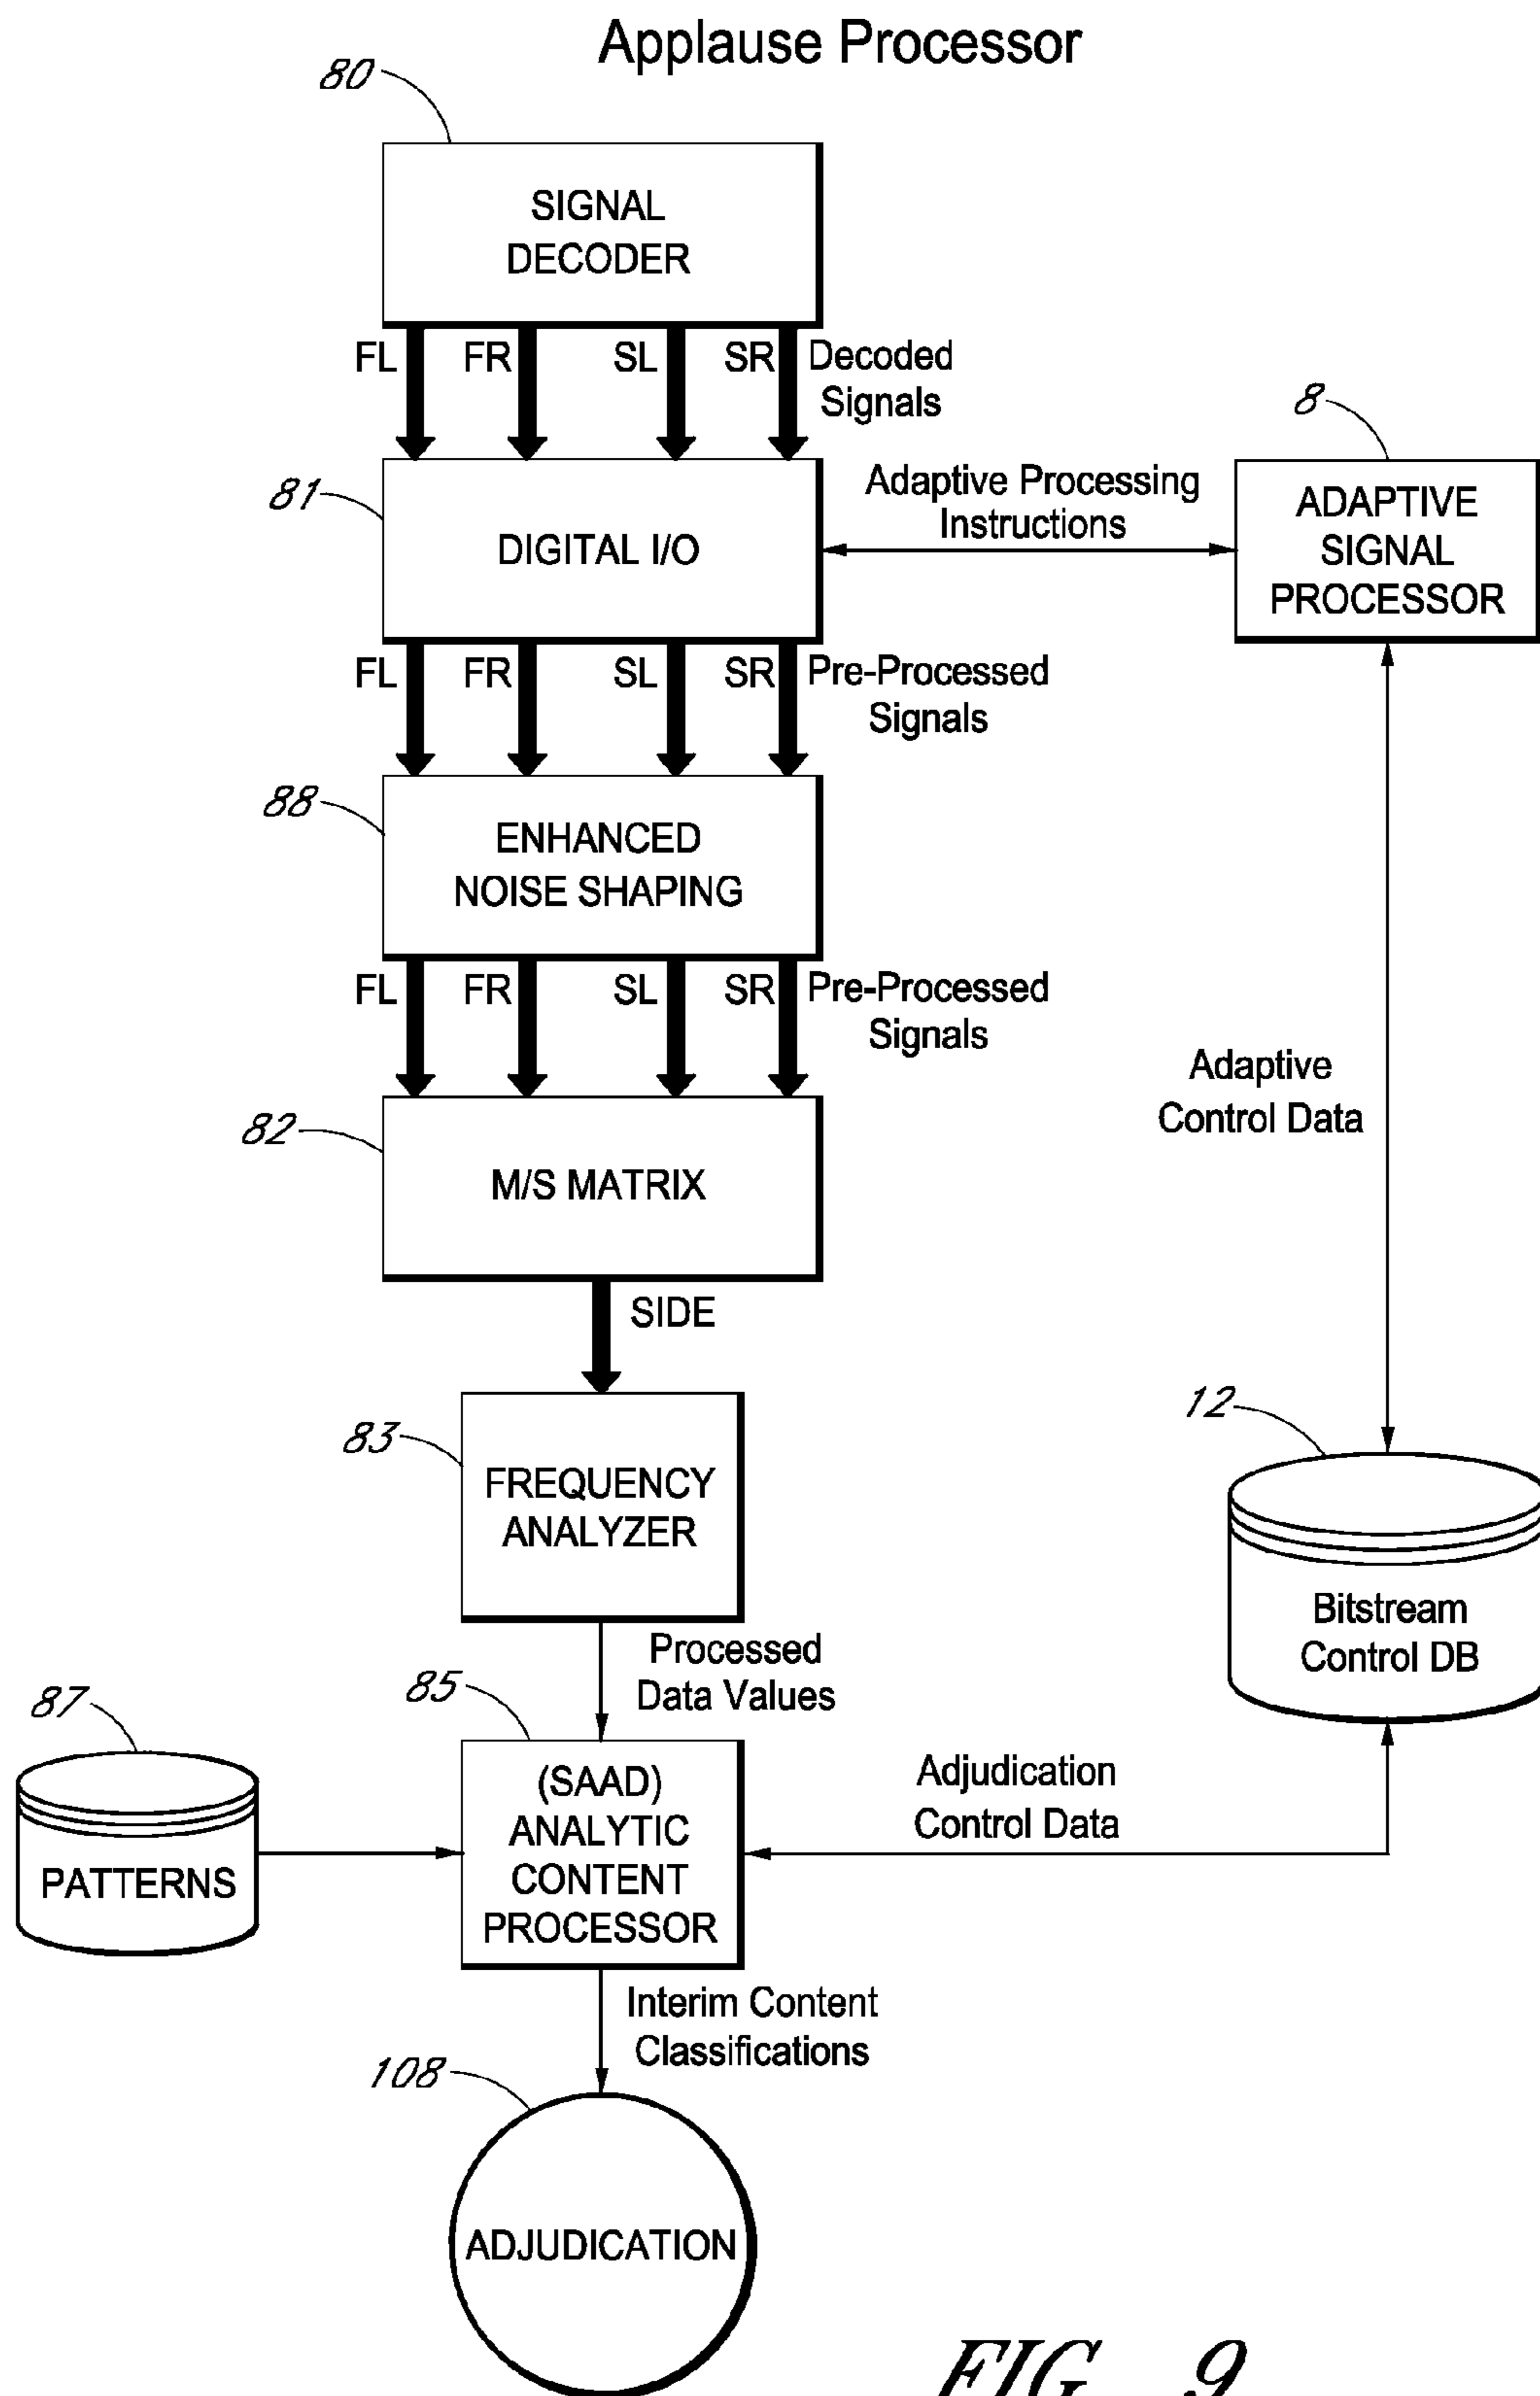 Applause Processor
80
SIGNAL
DECODER
FL FR SL SR Decoded
Signals
8
81
DIGITAL I/O
Adaptive Processing
Instructions
ADAPTIVE
SIGNAL
PROCESSOR
FL FR SL SR Pre-Processed
Signals
88
ENHANCED
NOISE SHAPING
FL FR SL SR Pre-Processed
Signals
Adaptive
Control Data
82
M/S MATRIX
SIDE
12
83
FREQUENCY
ANALYZER
Bitstream
Control DB
Processed
Data Values
87
85
PATTERNS
(SAAD)
ANALYTIC
CONTENT
PROCESSOR
Adjudication
Control Data
Interim Content
Classifications
108
ADJUDICATION
FIG. 9